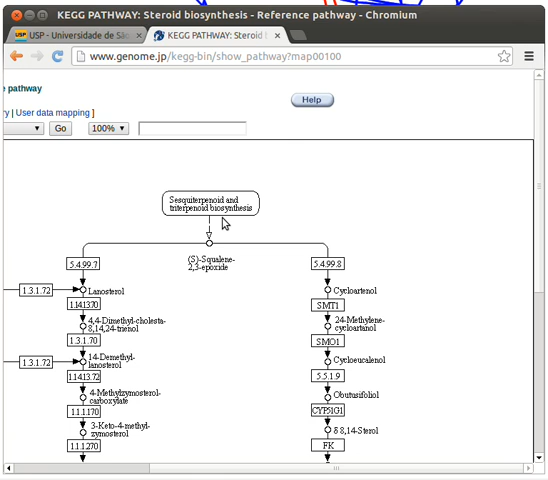 KEGG PATHWAY: Steroid biosynthesis - Reference pathway - Chromium
USP - Universidade de São
KEGG PATHWAY: Steroid
www.genome.jp/kegg-bin/show_pathway?map00100
e pathway
Help
ry | User data mapping ]
Go
100%
Sesquiterpenoid and
triterpenoid biosynthesis
(S)-Squalene-
2,3-epoxide
5.4.99.7
5.4.99.8
1.3.1.72
Lanosterol
Cycloartenol
1.14.13.70
SMT1
4,4-Dimethyl-cholesta-
8,14,24-trienol
24-Methylene-
cycloartanol
1.3.1.70
SMO1
1.3.1.72
14-Demethyl-
lanosterol
Cycloeucalenol
1.14.13.72
5.5.1.9
4-Methylzymosterol-
carboxylate
Obtusifoliol
1.1.1.170
CYP51G1
3-Keto-4-methyl-
zymosterol
δ 8,14-Sterol
1.1.1.270
FK